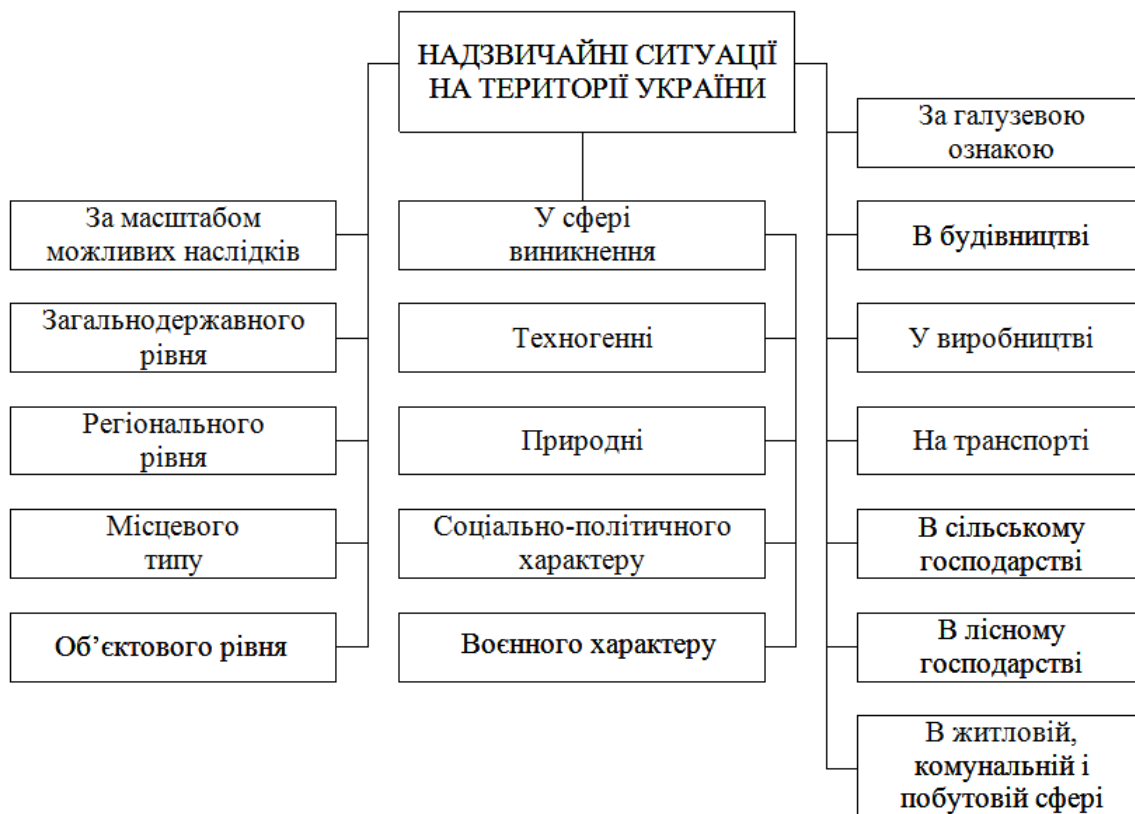 НАДЗВИЧАЙНІ СИТУАЦІЇ
НА ТЕРИТОРІЇ УКРАЇНИ
За масштабом
можливих наслідків
Загальнодержавного
рівня
Регіонального
рівня
Місцевого
типу
Об’єктового рівня
У сфері
виникнення
Техногенні
Природні
Соціально-політичного
характеру
Воєнного характеру
За галузевою
ознакою
В будівництві
У виробництві
На транспорті
В сільському
господарстві
В лісному
господарстві
В житловій,
комунальній і
побутовій сфері